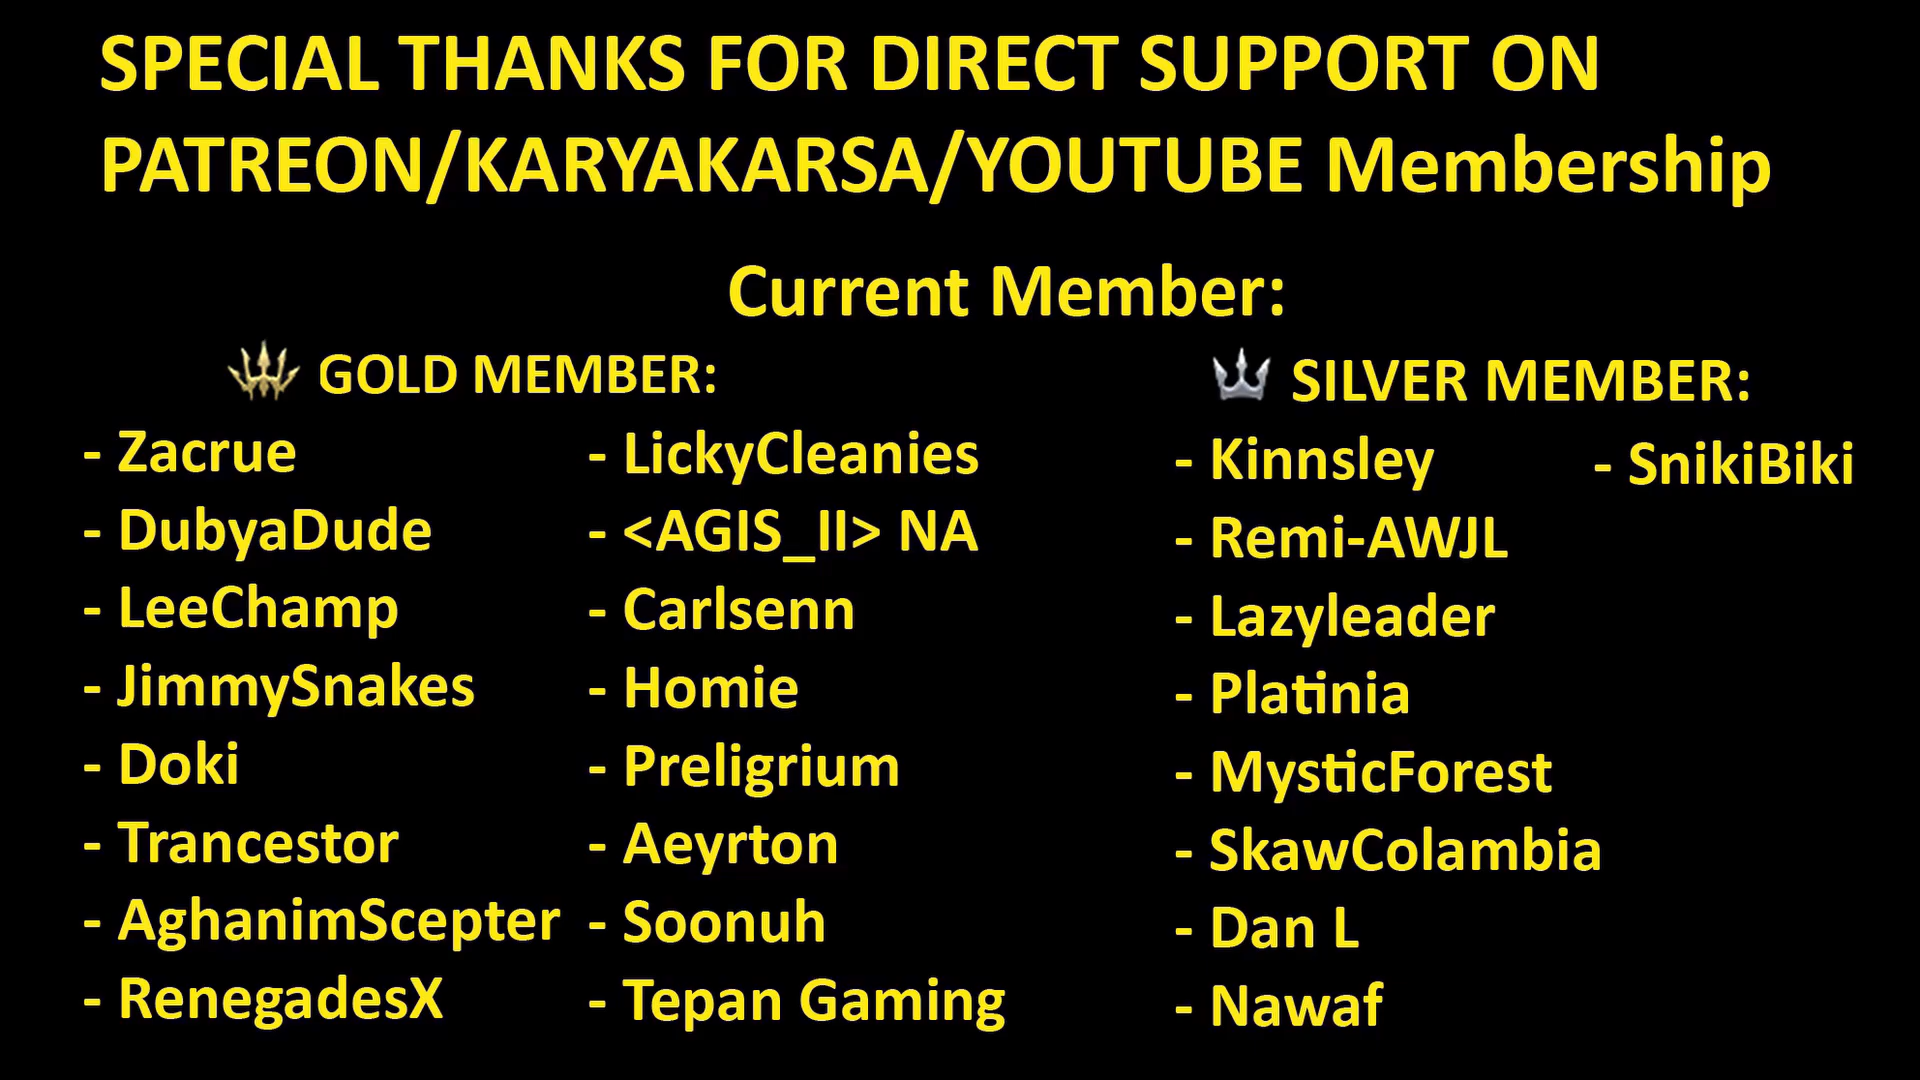 SPECIAL THANKS FOR DIRECT SUPPORT ON
PATREON/KARYAKARSA/YOUTUBE Membership
Current Member:
GOLD MEMBER:
- Zacrue
- DubyaDude
- LeeChamp
- JimmySnakes
- Doki
- Trancestor
- AghanimScepter
- RenegadesX
- LickyCleanies
- <AGIS_II> NA
- Carlsenn
- Homie
- Preligrium
- Aeyrton
- Soonuh
- Tepan Gaming
SILVER MEMBER:
- Kinnsley
- Remi-AWJL
- Lazyleader
- Platinia
- MysticForest
- SkawColambia
- Dan L
- Nawaf
- SnikiBiki